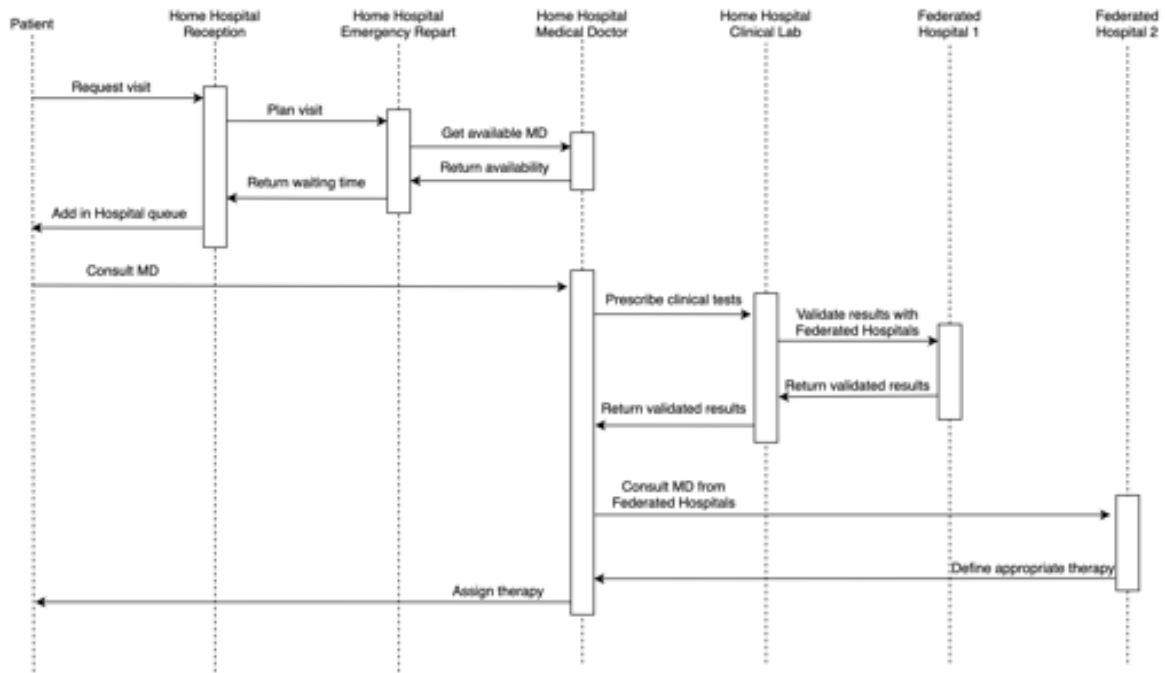 Patient
Home Hospital
Reception
Home Hospital
Emergency Repart
Home Hospital
Medical Doctor
Home Hospital
Clinical Lab
Federated
Hospital 1
Federated
Hospital 2
Request visit
Plan visit
Get available MD
Return availability
Return waiting time
Add in Hospital queue
Consult MD
Prescribe clinical tests
Validate results with
Federated Hospitals
Return validated results
Return validated results
Consult MD from
Federated Hospitals
Define appropriate therapy
Assign therapy